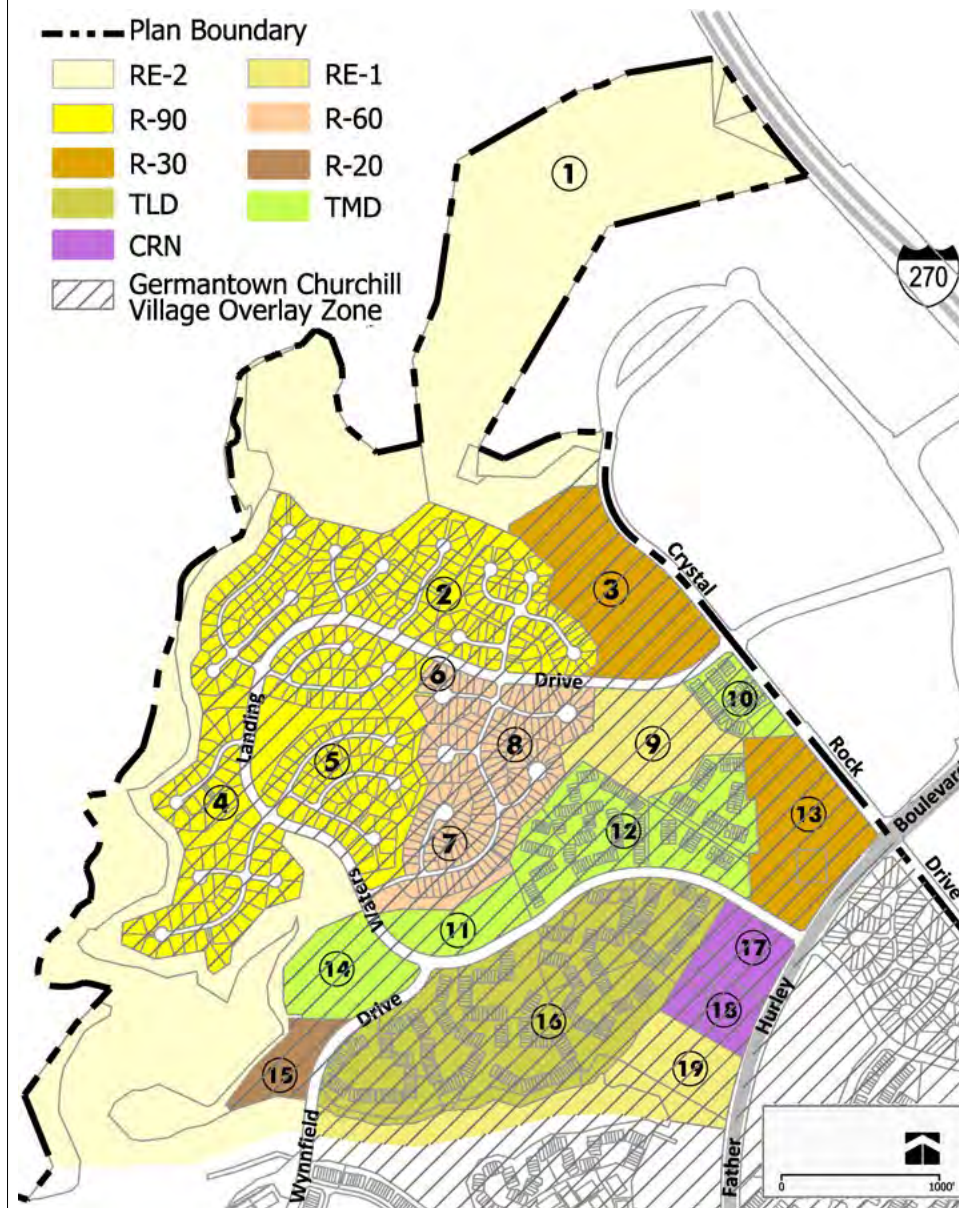 Plan Boundary
RE-2
RE-1
R-90
R-60
R-30
R-20
TLD
TMD
CRN
Germantown Churchill
Village Overlay Zone
1
270
2
3
Crystal
6
Drive
10
Landing
8
9
Rock
5
4
12
13
Boulevard
7
Drive
Waters
11
17
14
Drive
16
18
Hurley
15
19
Wynnfield
Father
0
1000'